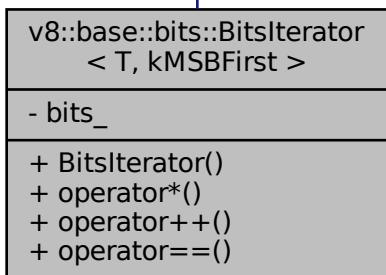 v8::base::bits::BitsIterator
< T, kMSBFirst >
- bits_
+ BitsIterator()
+ operator*()
+ operator++()
+ operator==()